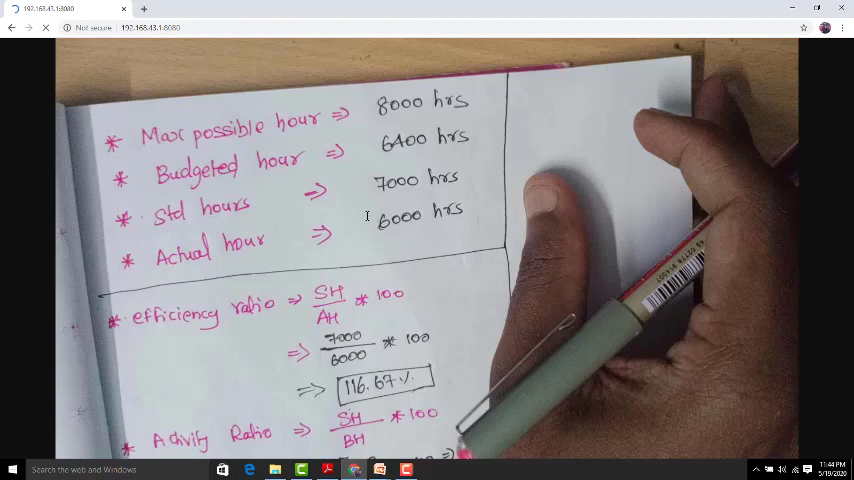 192.168.43.1:8080
Not secure | 192.168.43.1:8080
* Max possible hour => 8000 hrs
* Budgeted hour => 6400 hrs
* Std hours => 7000 hrs
* Actual hour => 6000 hrs
* efficiency ratio => SH/AH * 100
=> 7000/6000 * 100
=> 116.67%
* Activity Ratio => SH/BH * 100
Search the web and Windows
11:44 PM
5/19/2020